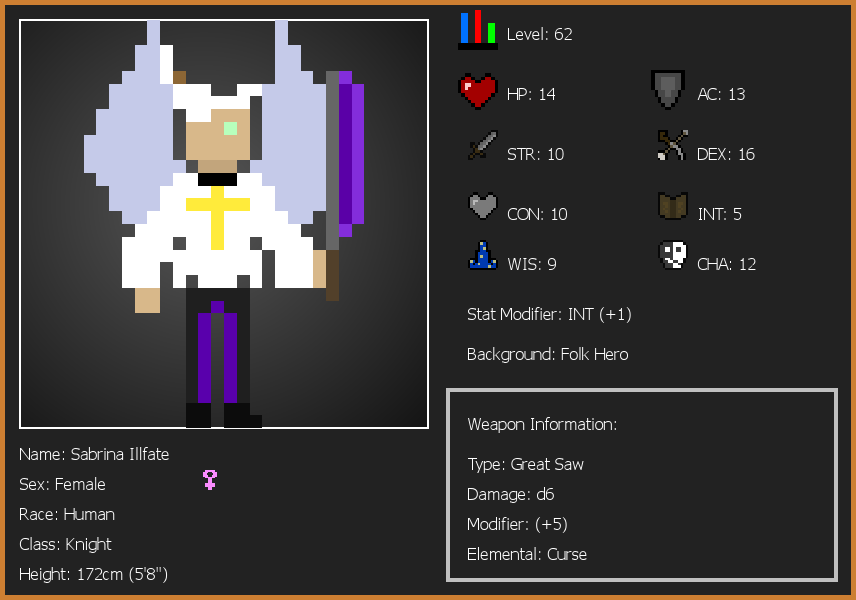 Level: 62
HP: 14
AC: 13
STR: 10
DEX: 16
CON: 10
INT: 5
WIS: 9
CHA: 12
Stat Modifier: INT (+1)
Background: Folk Hero
Weapon Information:
Type: Great Saw
Damage: d6
Modifier: (+5)
Elemental: Curse
Name: Sabrina Illfate
Sex: Female
Race: Human
Class: Knight
Height: 172cm (5'8")